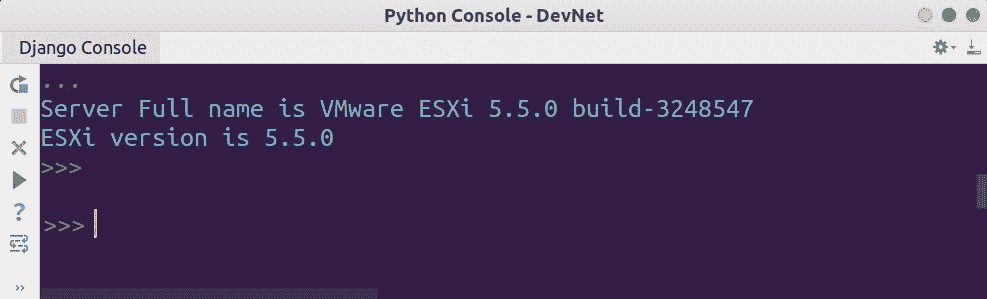 Python Console - DevNet
Django Console
...
Server Full name is VMware ESXi 5.5.0 build-3248547
ESXi version is 5.5.0
>>>
>>>